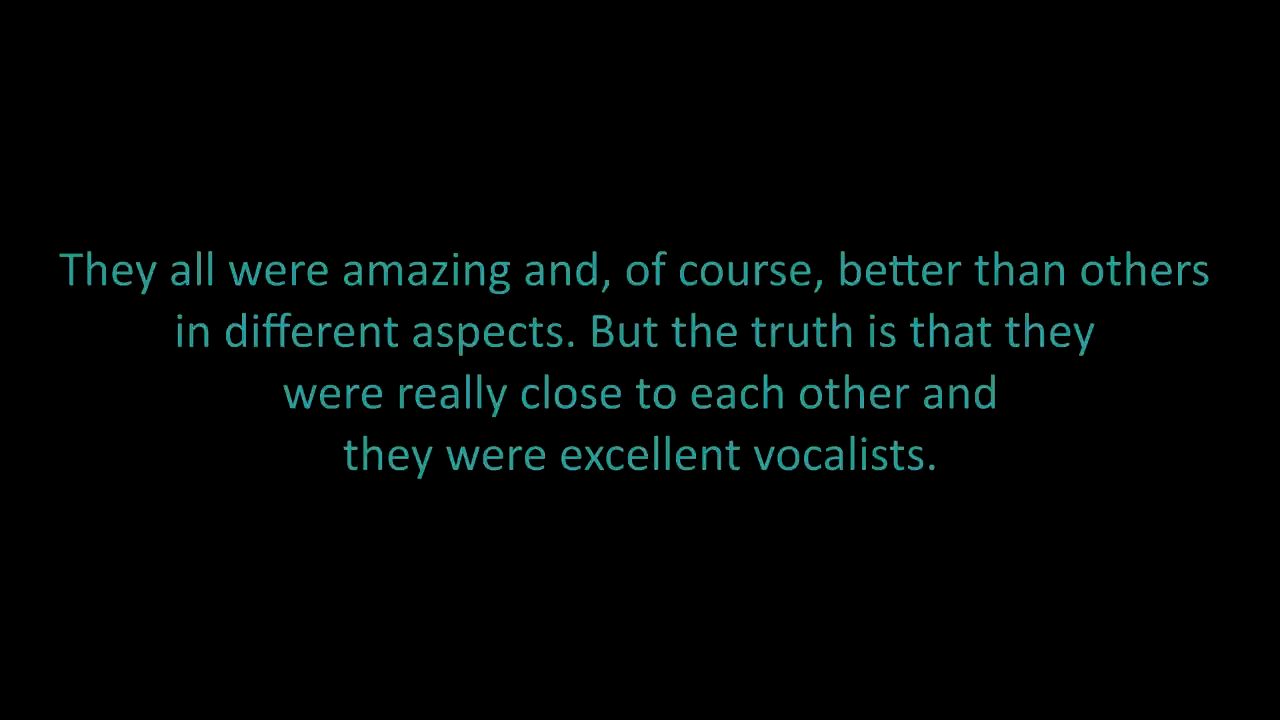 They all were amazing and, of course, better than others
in different aspects. But the truth is that they
were really close to each other and
they were excellent vocalists.